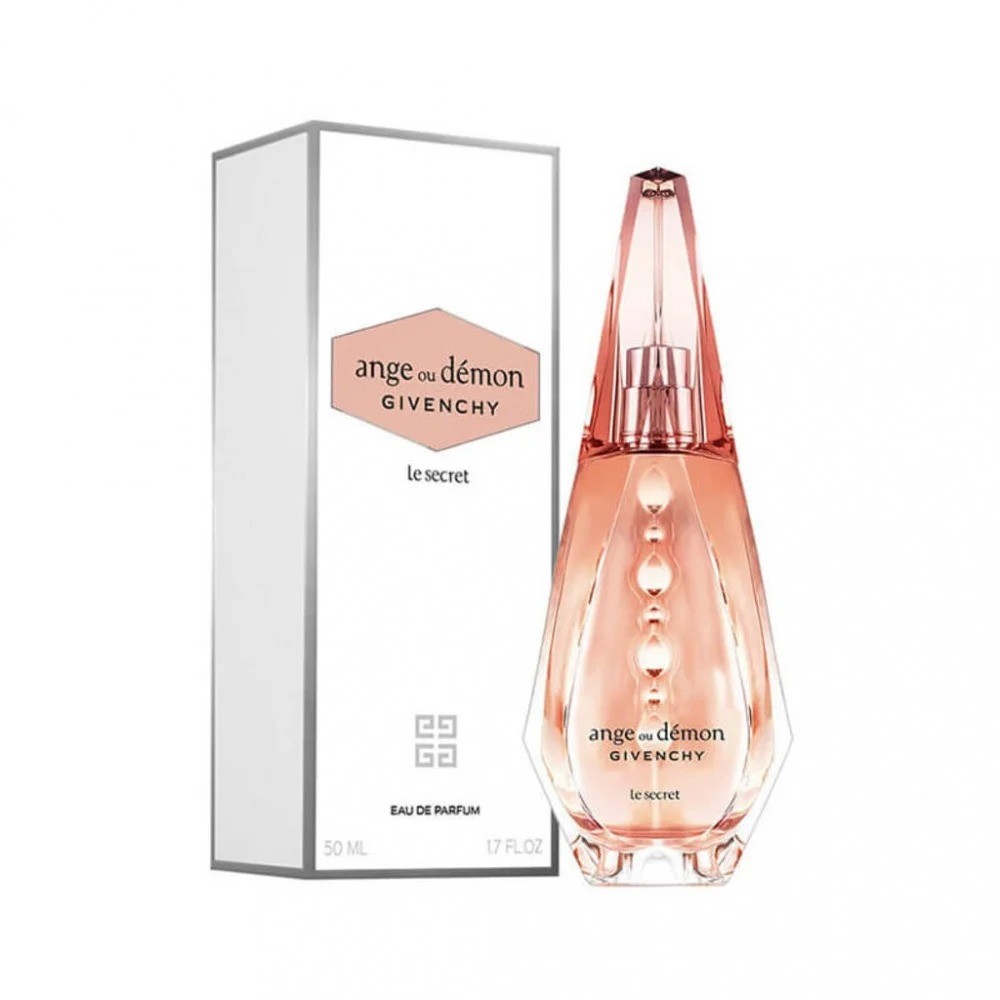 ange ou démon
GIVENCHY
le secret
EAU DE PARFUM
50 ML 1.7 FL.OZ
ange ou démon
GIVENCHY
le secret